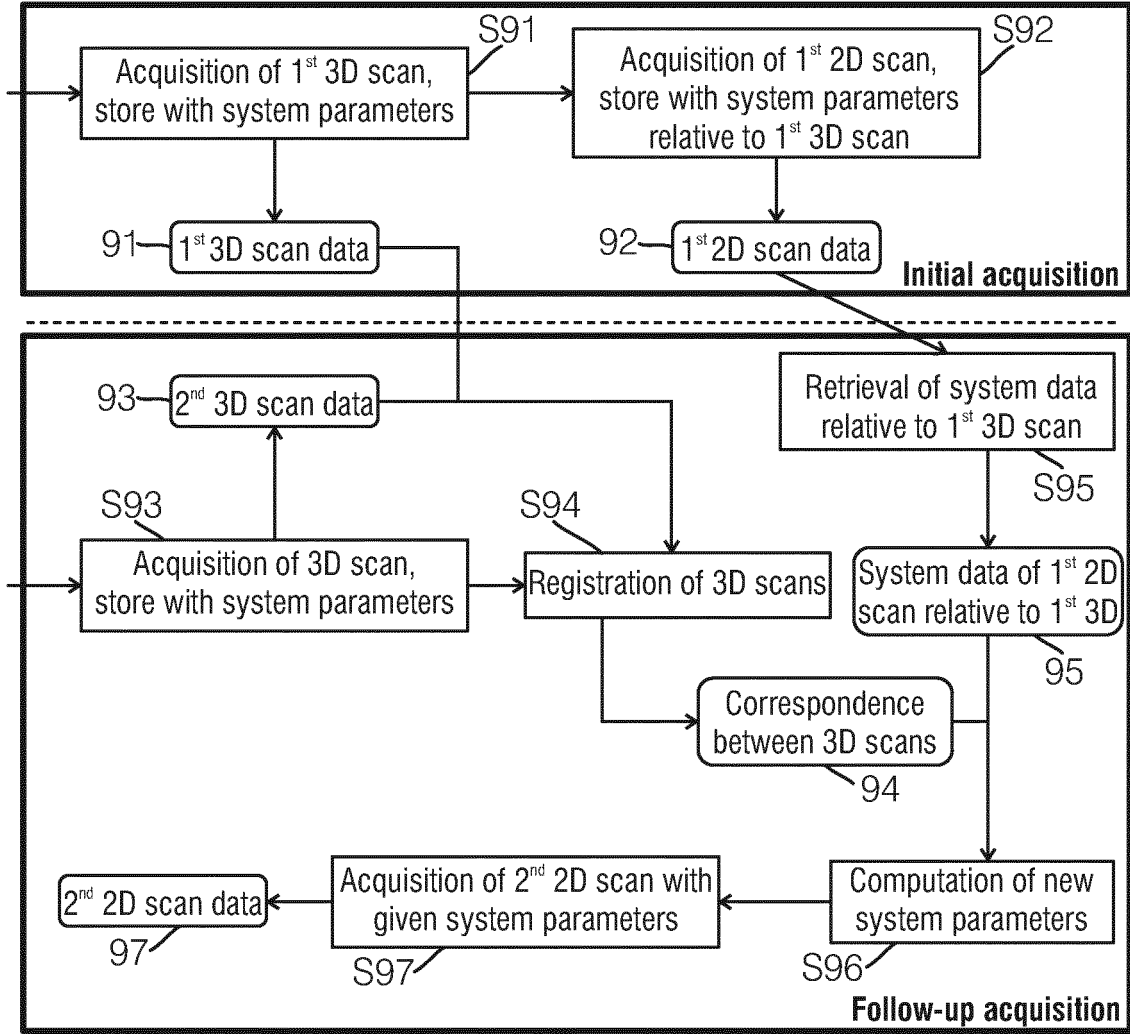 S91
S92
Acquisition of 1st 3D scan,
store with system parameters
Acquisition of 1st 2D scan,
store with system parameters
relative to 1st 3D scan
91
1st 3D scan data
92
1st 2D scan data
Initial acquisition
93
2nd 3D scan data
Retrieval of system data
relative to 1st 3D scan
S95
S93
S94
Acquisition of 3D scan,
store with system parameters
Registration of 3D scans
System data of 1st 2D
scan relative to 1st 3D
95
Correspondence
between 3D scans
94
2nd 2D scan data
97
Acquisition of 2nd 2D scan with
given system parameters
S97
Computation of new
system parameters
S96
Follow-up acquisition